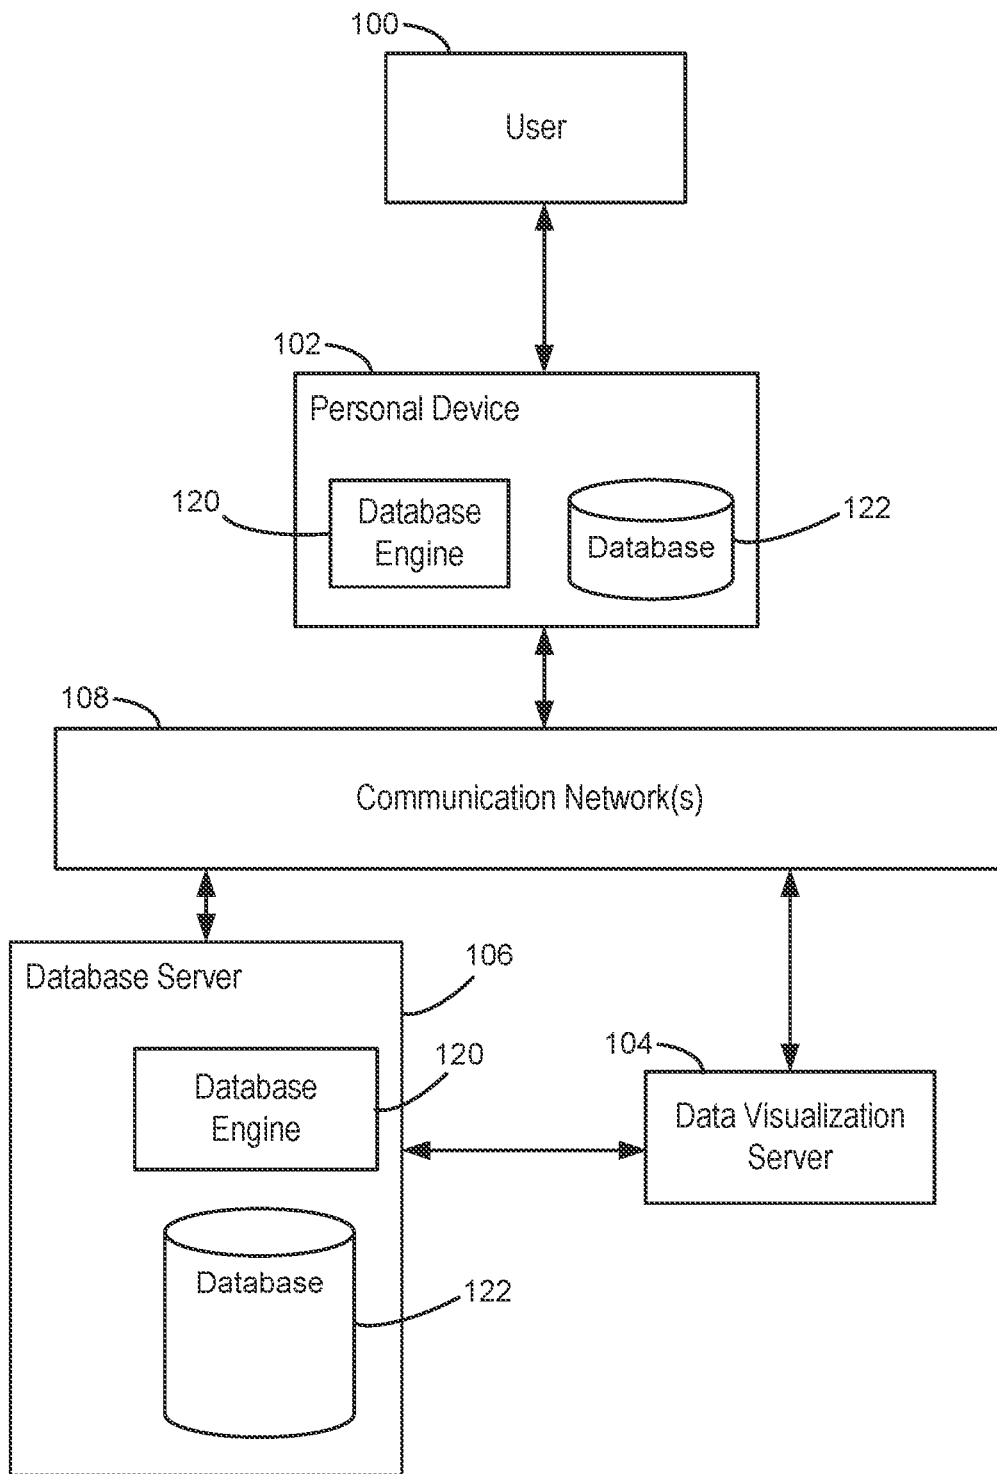 100
User
102
Personal Device
120
Database
Engine
Database
122
108
Communication Network(s)
Database Server
106
Database
Engine
120
104
Data Visualization
Server
Database
122